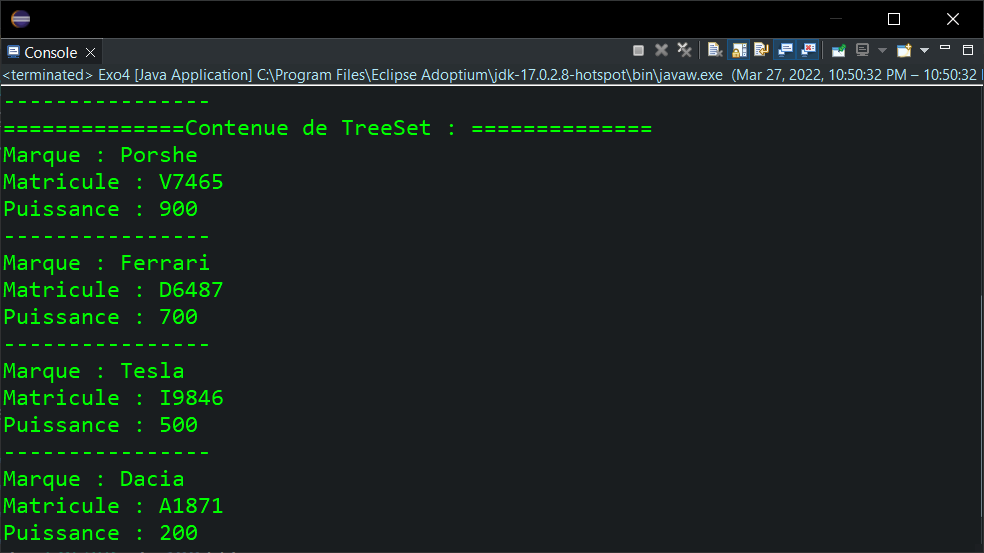 Console
<terminated> Exo4 [Java Application] C:\Program Files\Eclipse Adoptium\jdk-17.0.2.8-hotspot\bin\javaw.exe (Mar 27, 2022, 10:50:32 PM – 10:50:32
----------------
==============Contenue de TreeSet : ==============
Marque : Porshe
Matricule : V7465
Puissance : 900
----------------
Marque : Ferrari
Matricule : D6487
Puissance : 700
----------------
Marque : Tesla
Matricule : I9846
Puissance : 500
----------------
Marque : Dacia
Matricule : A1871
Puissance : 200